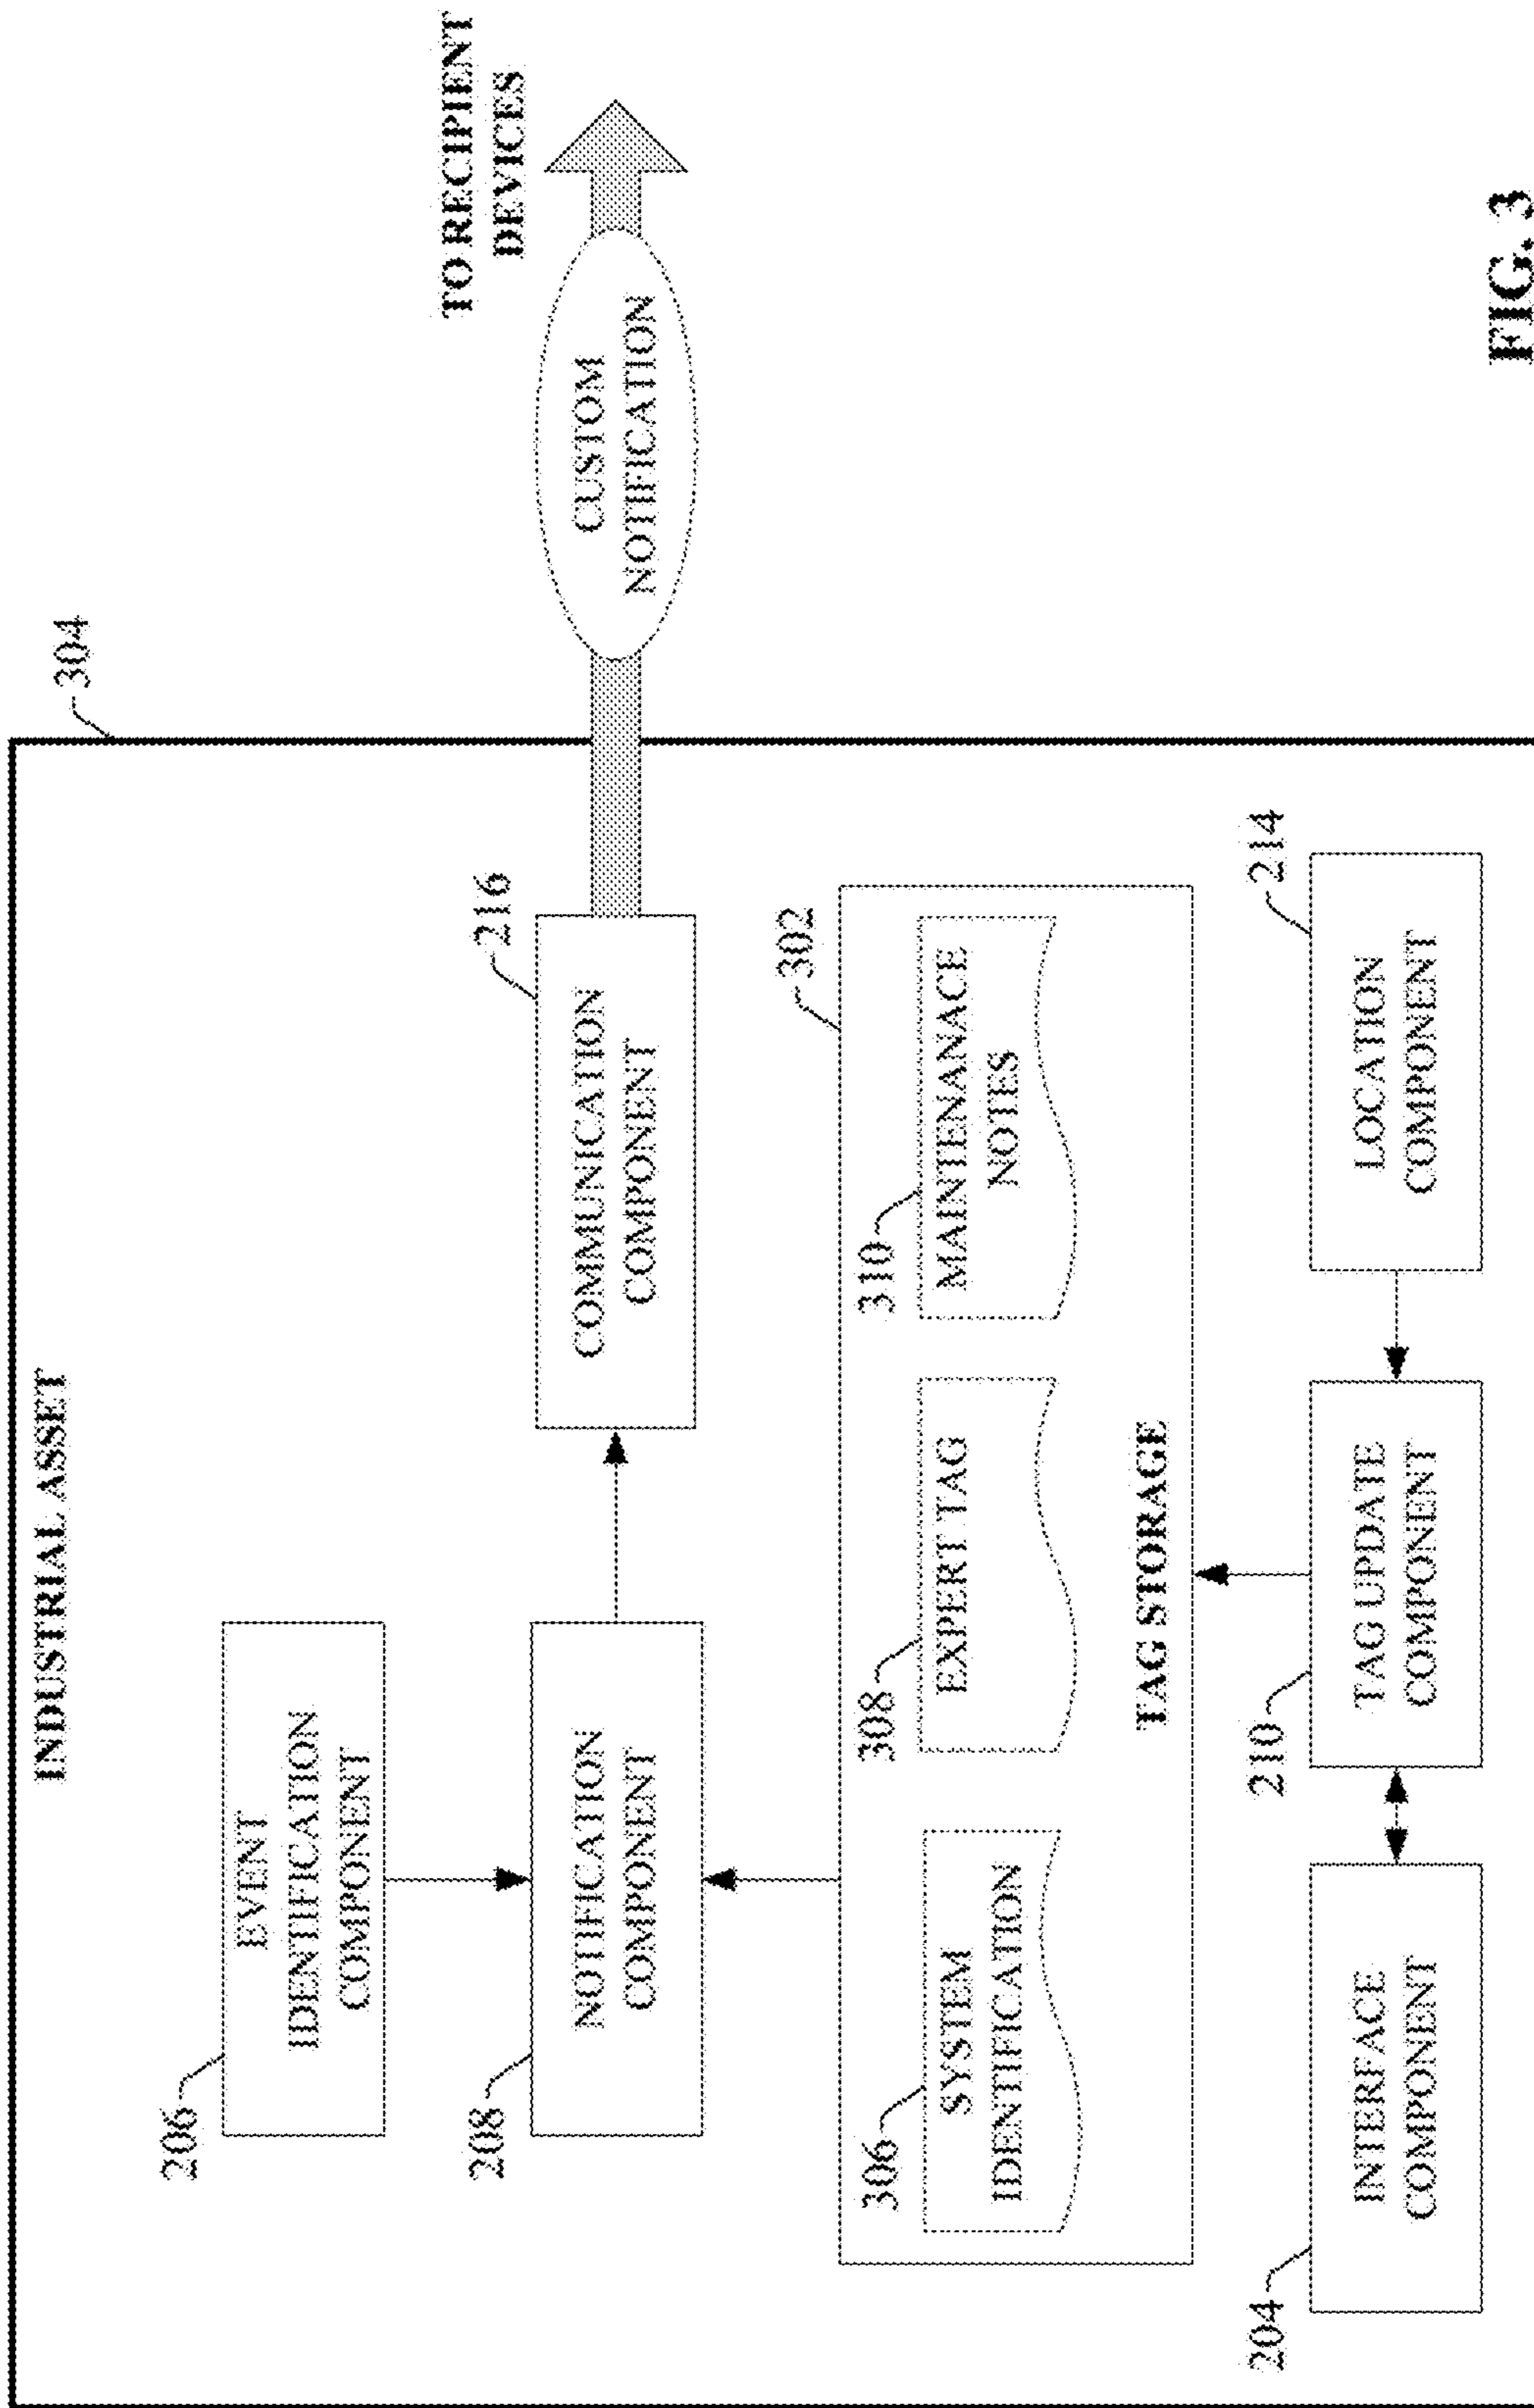 INDUSTRIAL ASSET
304
206
EVENT
IDENTIFICATION
COMPONENT
208
NOTIFICATION
COMPONENT
216
COMMUNICATION
COMPONENT
CUSTOM
NOTIFICATION
TO RECIPIENT
DEVICES
302
306
SYSTEM
IDENTIFICATION
308
EXPERT TAG
310
MAINTENANACE
NOTES
TAG STORAGE
204
INTERFACE
COMPONENT
210
TAG UPDATE
COMPONENT
214
LOCATION
COMPONENT
FIG. 3